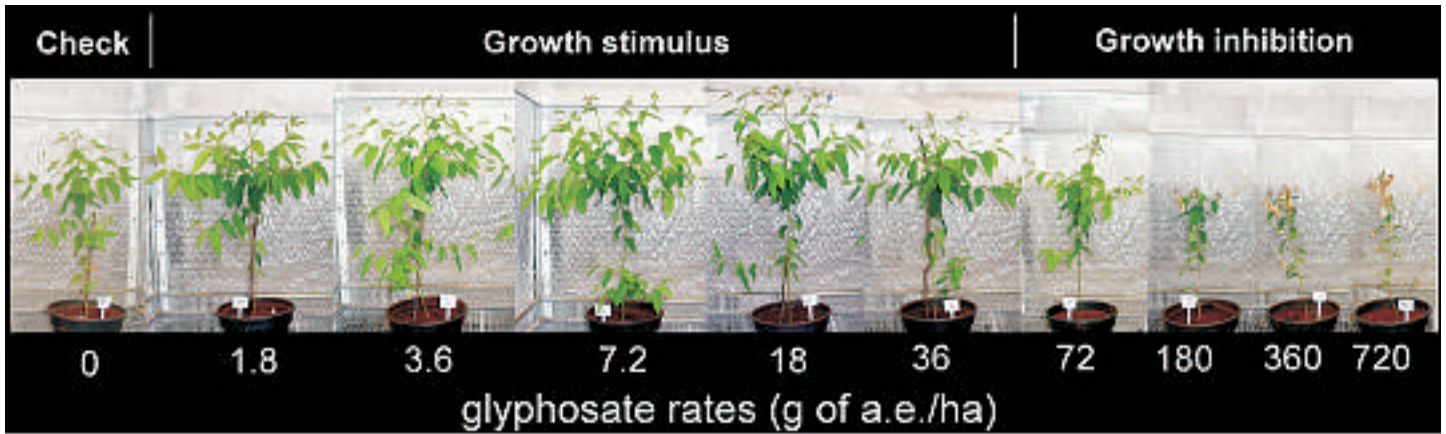 Check Growth stimulus Growth inhibition
0 1.8 3.6 7.2 18 36 72 180 360 720
glyphosate rates (g of a.e./ha)